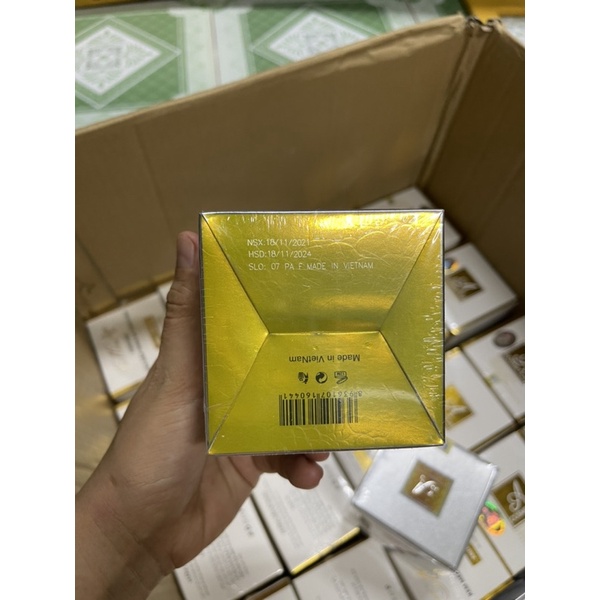 NSX:18/11/2021
HSD:18/11/2024
SLO: 07 PA F:MADE IN VIETNAM
Made in VietNam